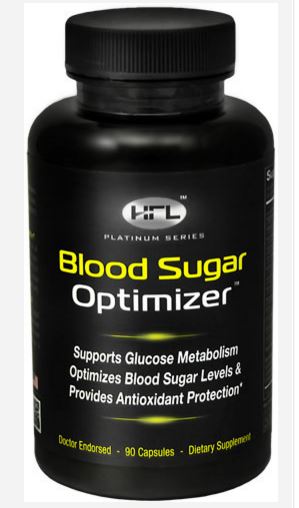 HFL™
PLATINUM SERIES
Blood Sugar
Optimizer™
Supports Glucose Metabolism
Optimizes Blood Sugar Levels &
Provides Antioxidant Protection*
Doctor Endorsed - 90 Capsules - Dietary Supplement